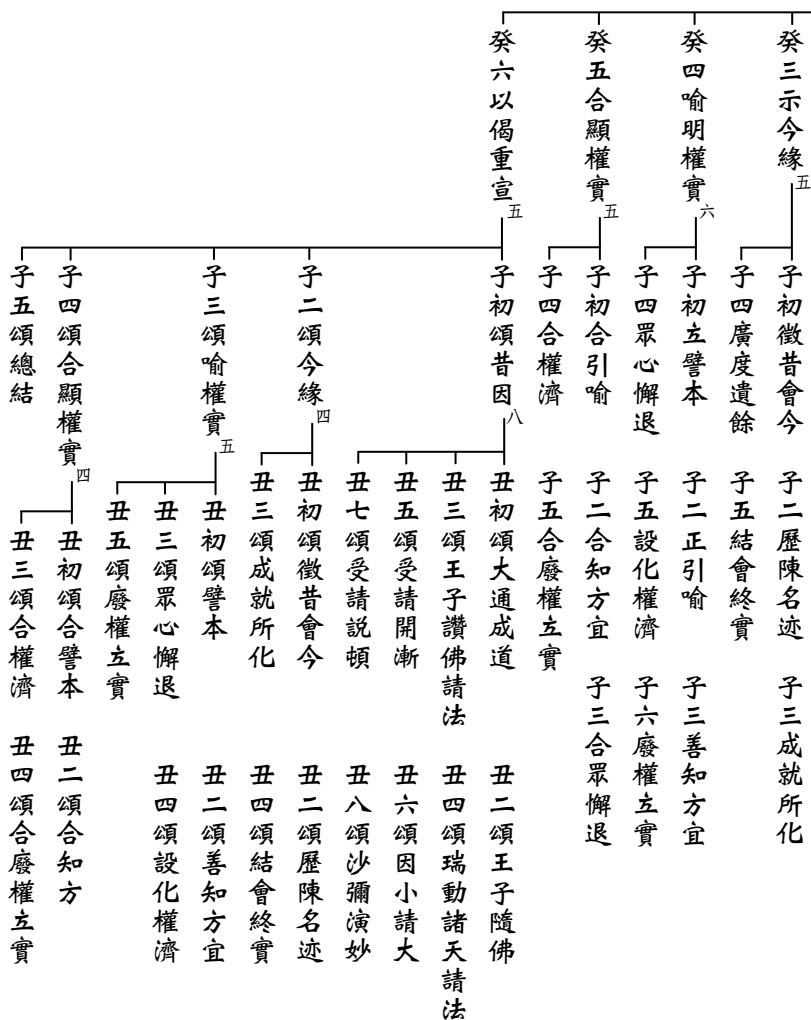 癸三示今緣五
子初徵昔會今
子二歷陳名迹
子三成就所化
子四廣度遺餘
子五結會終實
癸四喻明權實六
子初立譬本
子二正引喻
子三善知方宜
子四眾心懈退
子五設化權濟
子六廢權立實
癸五合顯權實五
子初合引喻
子二合知方宜
子三合眾懈退
子四合權濟
子五合廢權立實
癸六以偈重宣五
子初頌昔因八
丑初頌大通成道
丑二頌王子隨佛
丑三頌王子讚佛請法
丑四頌瑞動諸天請法
丑五頌受請開漸
丑六頌因小請大
丑七頌受請說頓
丑八頌沙彌演妙
子二頌今緣四
丑初頌徵昔會今
丑二頌歷陳名迹
丑三頌成就所化
丑四頌結會終實
子三頌喻權實五
丑初頌譬本
丑二頌善知方宜
丑三頌眾心懈退
丑四頌設化權濟
丑五頌廢權立實
子四頌合顯權實四
丑初頌合譬本
丑二頌合知方
丑三頌合權濟
丑四頌合廢權立實
子五頌總結